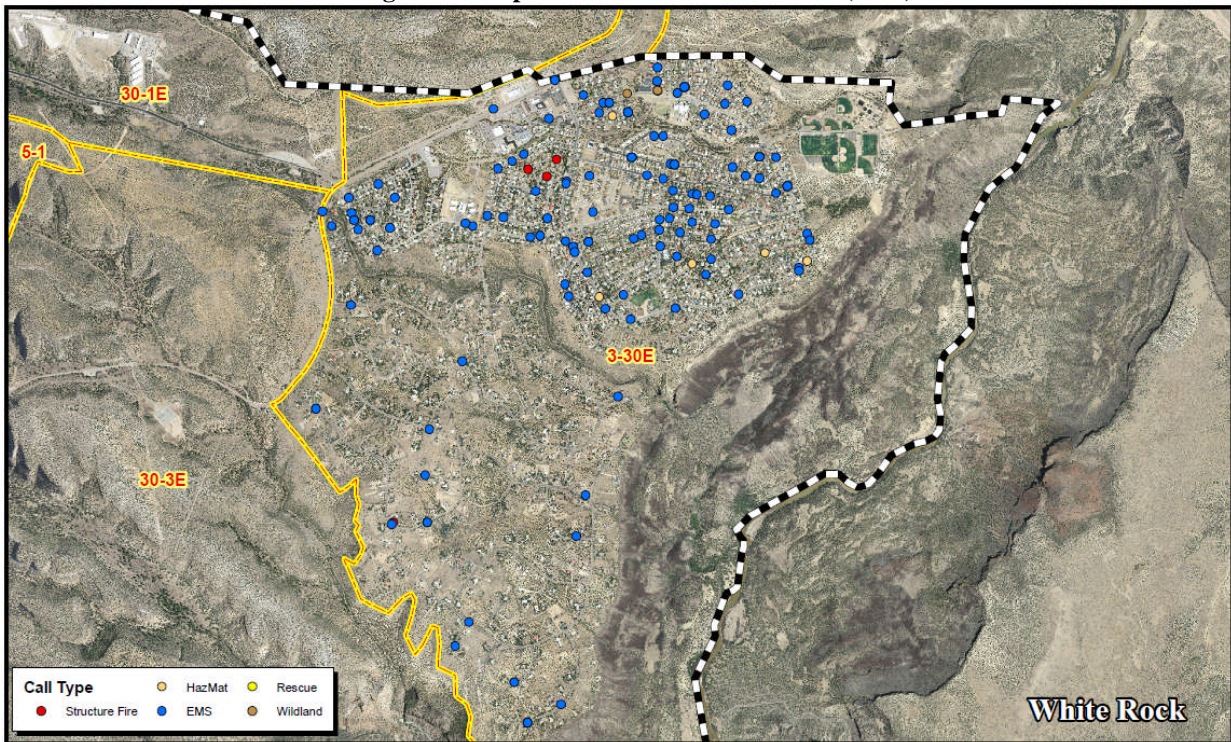 30-1E
5-1
3-30E
30-3E
Call Type
HazMat
Rescue
Structure Fire
EMS
Wildland
White Rock